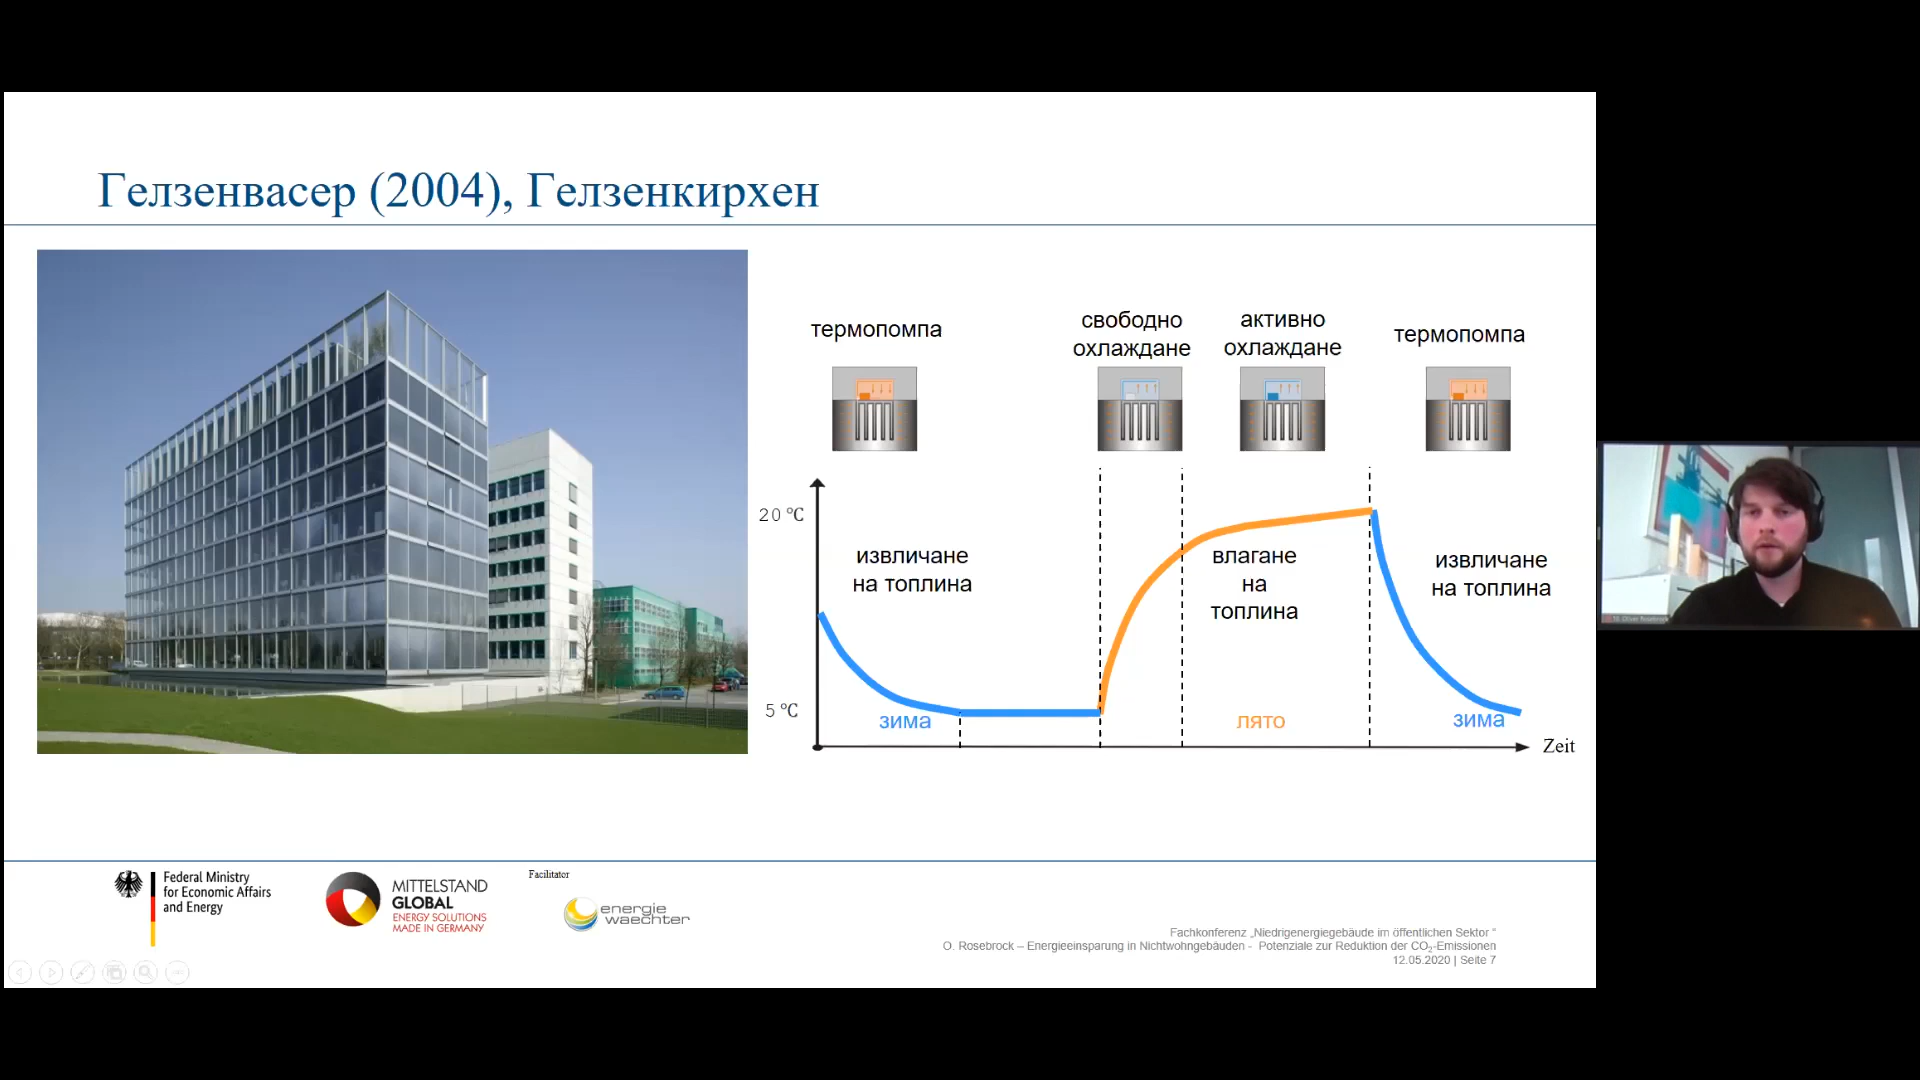 Гелзенвасер (2004), Гелзенкирхен
термопомпа
свободно
охлаждане
активно
охлаждане
термопомпа
20 °C
5 °C
извличане
на топлина
влагане
на
топлина
извличане
на топлина
зима
лято
зима
Zeit
Federal Ministry
for Economic Affairs
and Energy
MITTELSTAND
GLOBAL
ENERGY SOLUTIONS
MADE IN GERMANY
Facilitator
energie
waechter
Fachkonferenz „Niedrigenergiegebäude im öffentlichen Sektor “
O. Rosebrock – Energieeinsparung in Nichtwohngebäuden - Potenziale zur Reduktion der CO₂-Emissionen
12.05.2020 | Seite 7